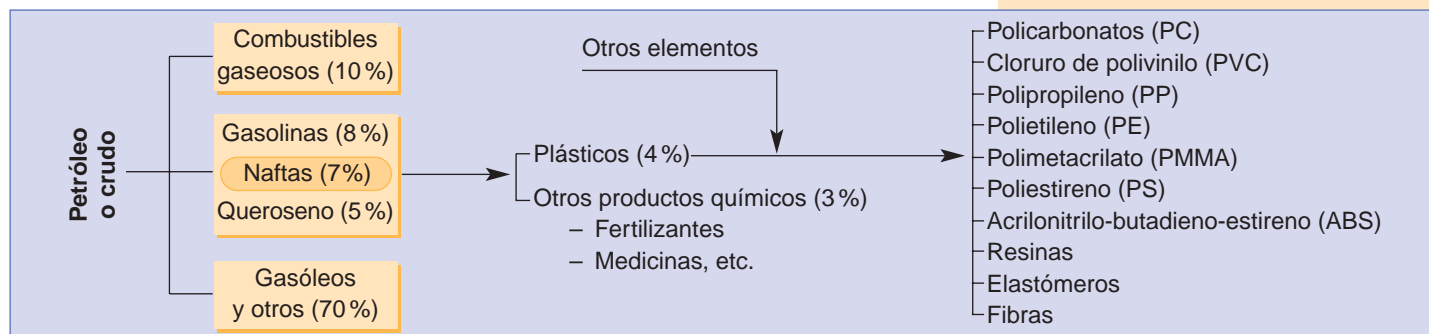 Petróleo
o crudo
Combustibles
gaseosos (10 %)
Gasolinas (8 %)
Naftas (7 %)
Queroseno (5 %)
Gasóleos
y otros (70 %)
Otros elementos
Plásticos (4 %)
Otros productos químicos (3 %)
– Fertilizantes
– Medicinas, etc.
Policarbonatos (PC)
Cloruro de polivinilo (PVC)
Polipropileno (PP)
Polietileno (PE)
Polimetacrilato (PMMA)
Poliestireno (PS)
Acrilonitrilo-butadieno-estireno (ABS)
Resinas
Elastómeros
Fibras